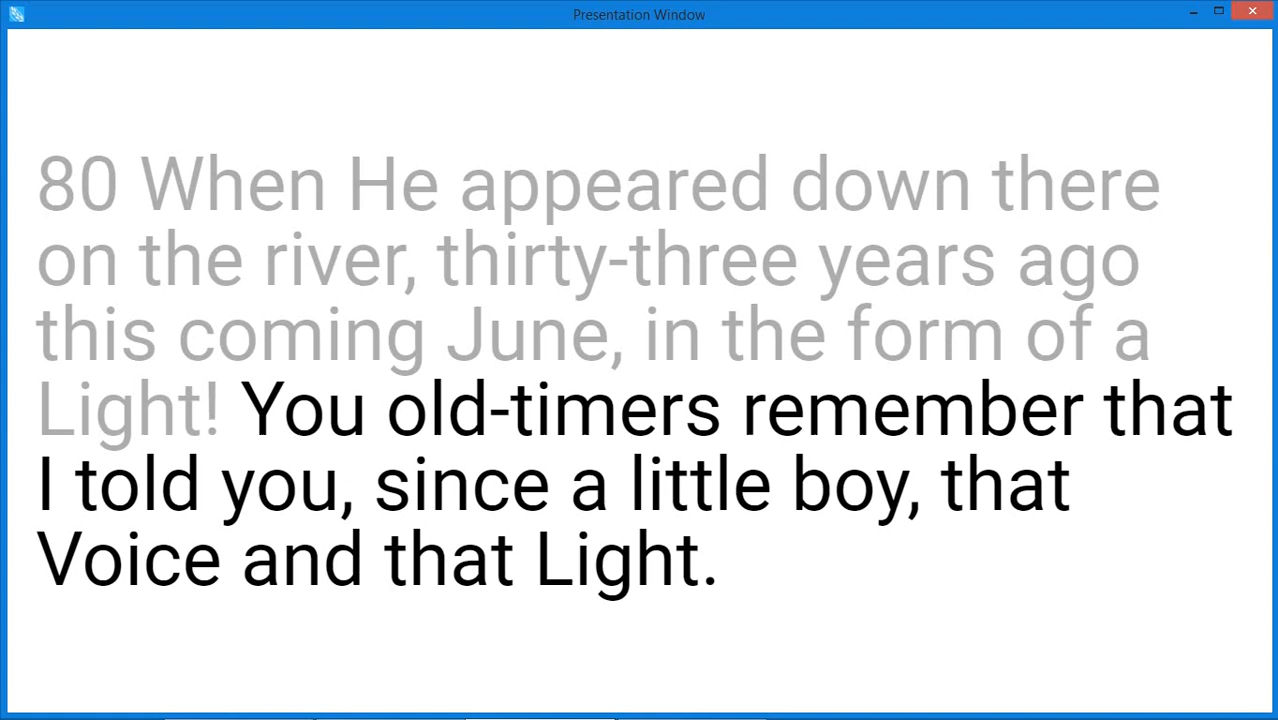 Presentation Window
80 When He appeared down there
on the river, thirty-three years ago
this coming June, in the form of a
Light! You old-timers remember that
I told you, since a little boy, that
Voice and that Light.